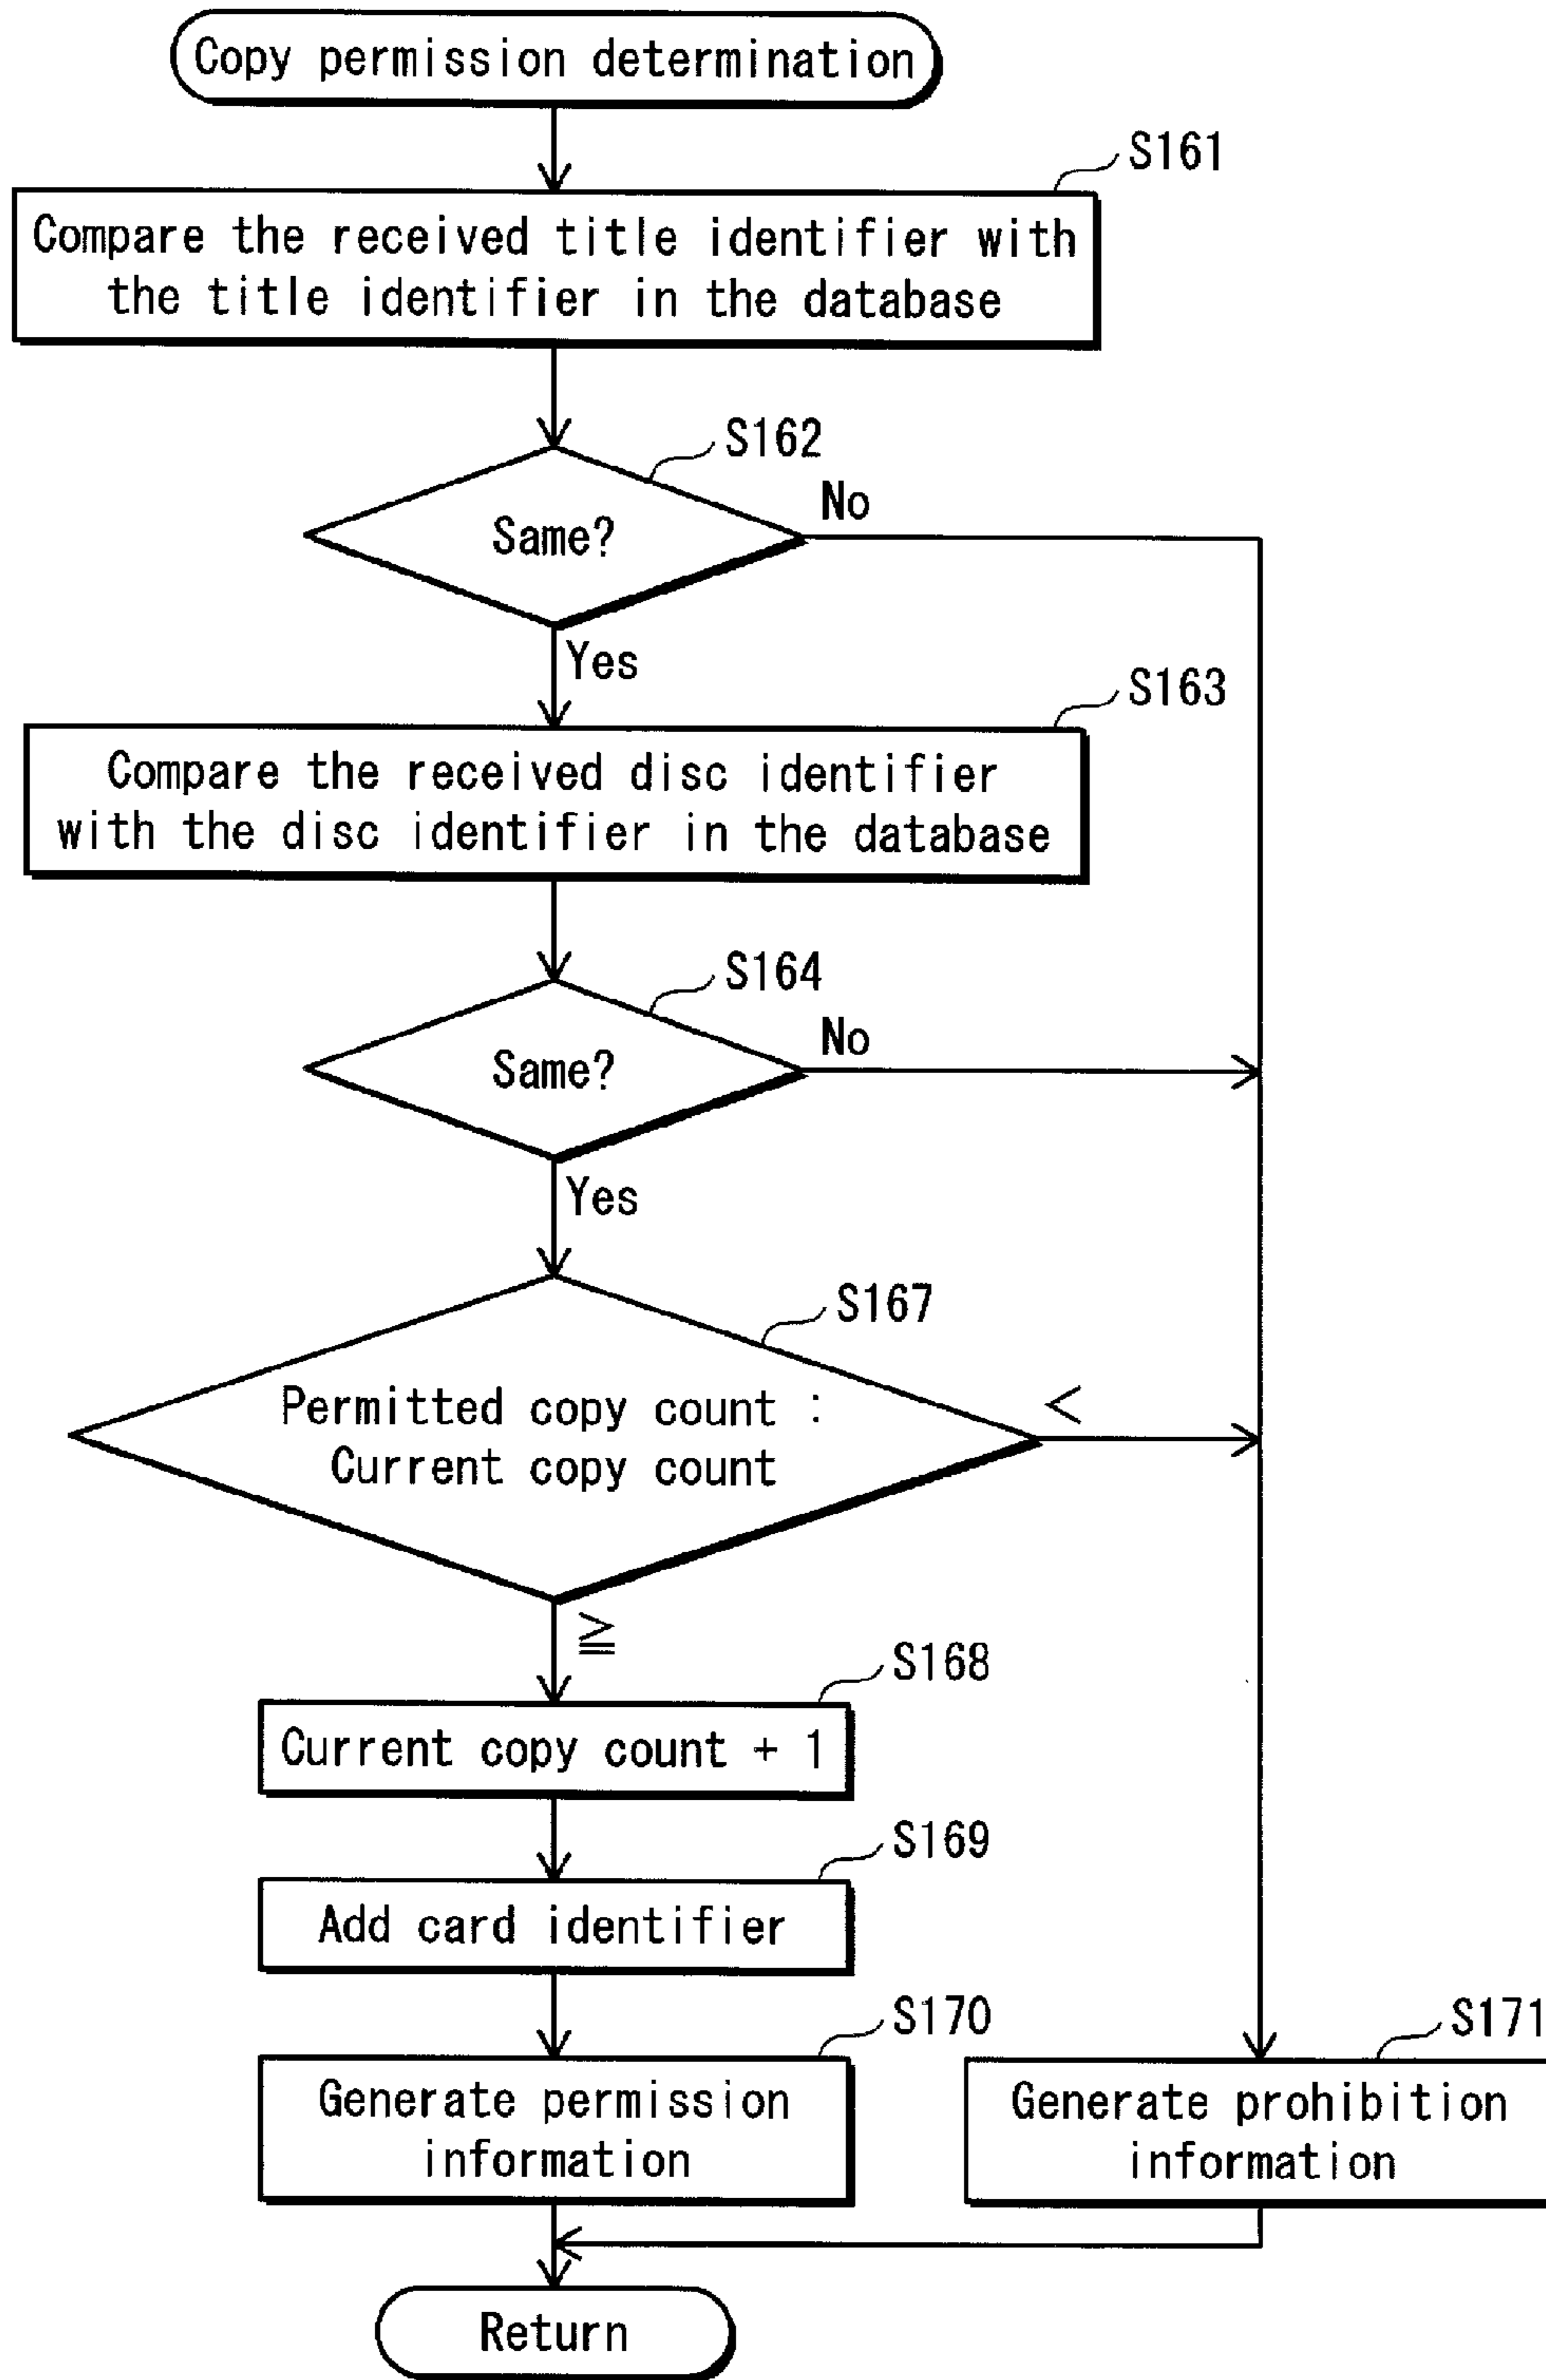 Copy permission determination
S161
Compare the received title identifier with
the title identifier in the database
S162
Same?
No
Yes
S163
Compare the received disc identifier
with the disc identifier in the database
S164
Same?
No
Yes
S167
Permitted copy count :
Current copy count
<
≧
S168
Current copy count + 1
S169
Add card identifier
S170
Generate permission
information
S171
Generate prohibition
information
Return